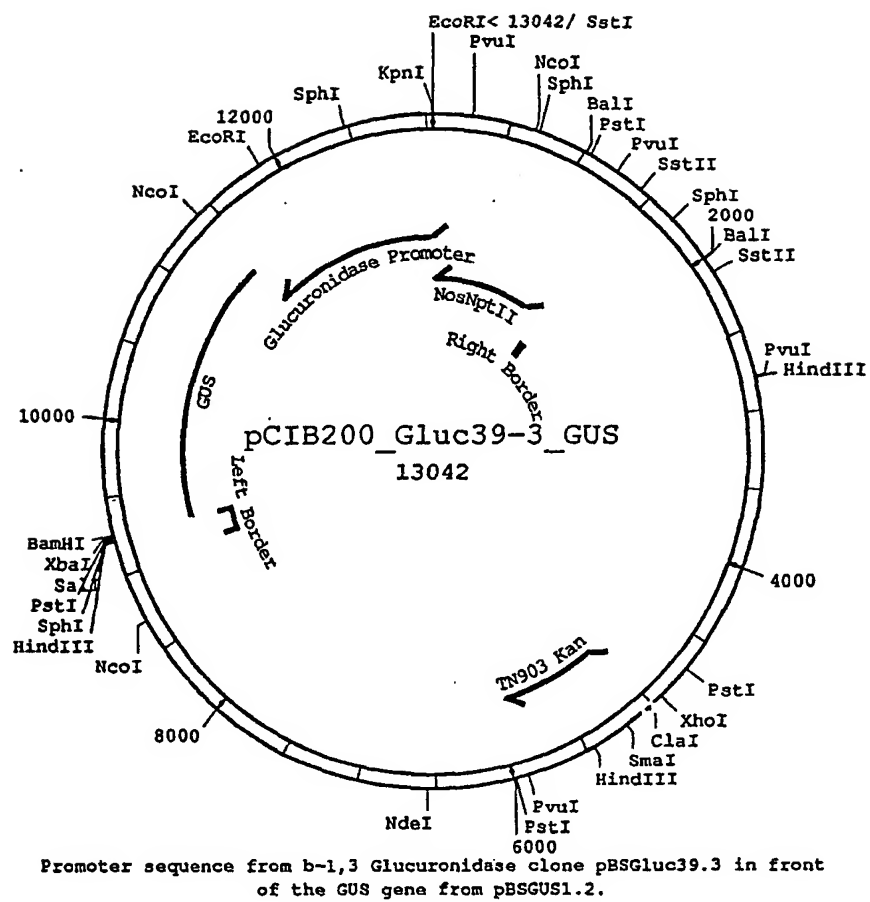 EcoRI< 13042/ SstI
PvuI
NcoI
SphI
BalI
PstI
PvuI
SstII
SphI
2000
BalI
SstII
PvuI
HindIII
4000
PstI
XhoI
ClaI
SmaI
HindIII
PvuI
PstI
6000
NdeI
8000
NcoI
HindIII
SphI
PstI
SalI
XbaI
BamHI
10000
NcoI
EcoRI
12000
SphI
KpnI
Glucuronidase Promoter
NosNptII
Right Border
GUS
Left Border
TN903 Kan
pCIB200_Gluc39-3_GUS
13042
Promoter sequence from b-1,3 Glucuronidase clone pBSGluc39.3 in front
of the GUS gene from pBSGUS1.2.